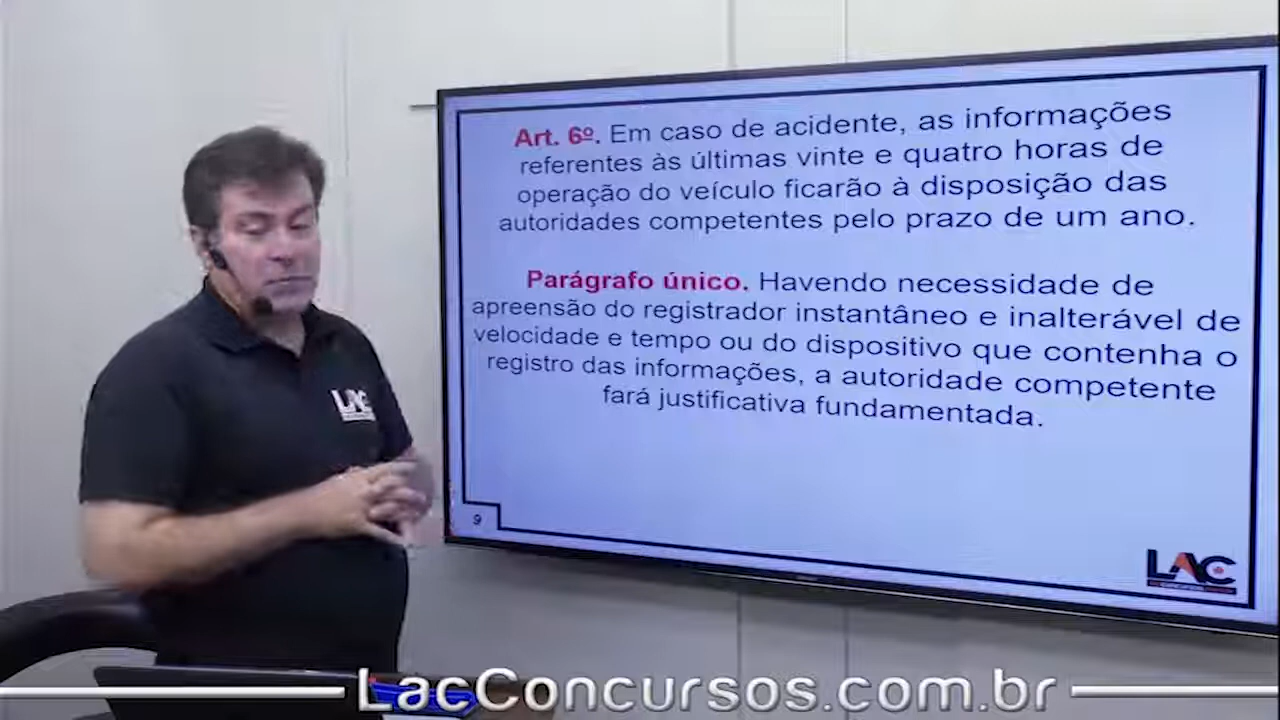 Art. 6º. Em caso de acidente, as informações
referentes às últimas vinte e quatro horas de
operação do veículo ficarão à disposição das
autoridades competentes pelo prazo de um ano.
Parágrafo único. Havendo necessidade de
apreensão do registrador instantâneo e inalterável de
velocidade e tempo ou do dispositivo que contenha o
registro das informações, a autoridade competente
fará justificativa fundamentada.
LAC
9
LAC
LacConcursos.com.br